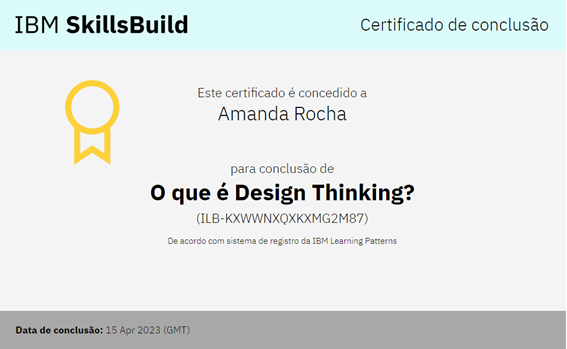 IBM SkillsBuild
Certificado de conclusão
Este certificado é concedido a
Amanda Rocha
para conclusão de
O que é Design Thinking?
(ILB-KXWWNXQXKXMG2M87)
De acordo com sistema de registro da IBM Learning Patterns
Data de conclusão: 15 Apr 2023 (GMT)